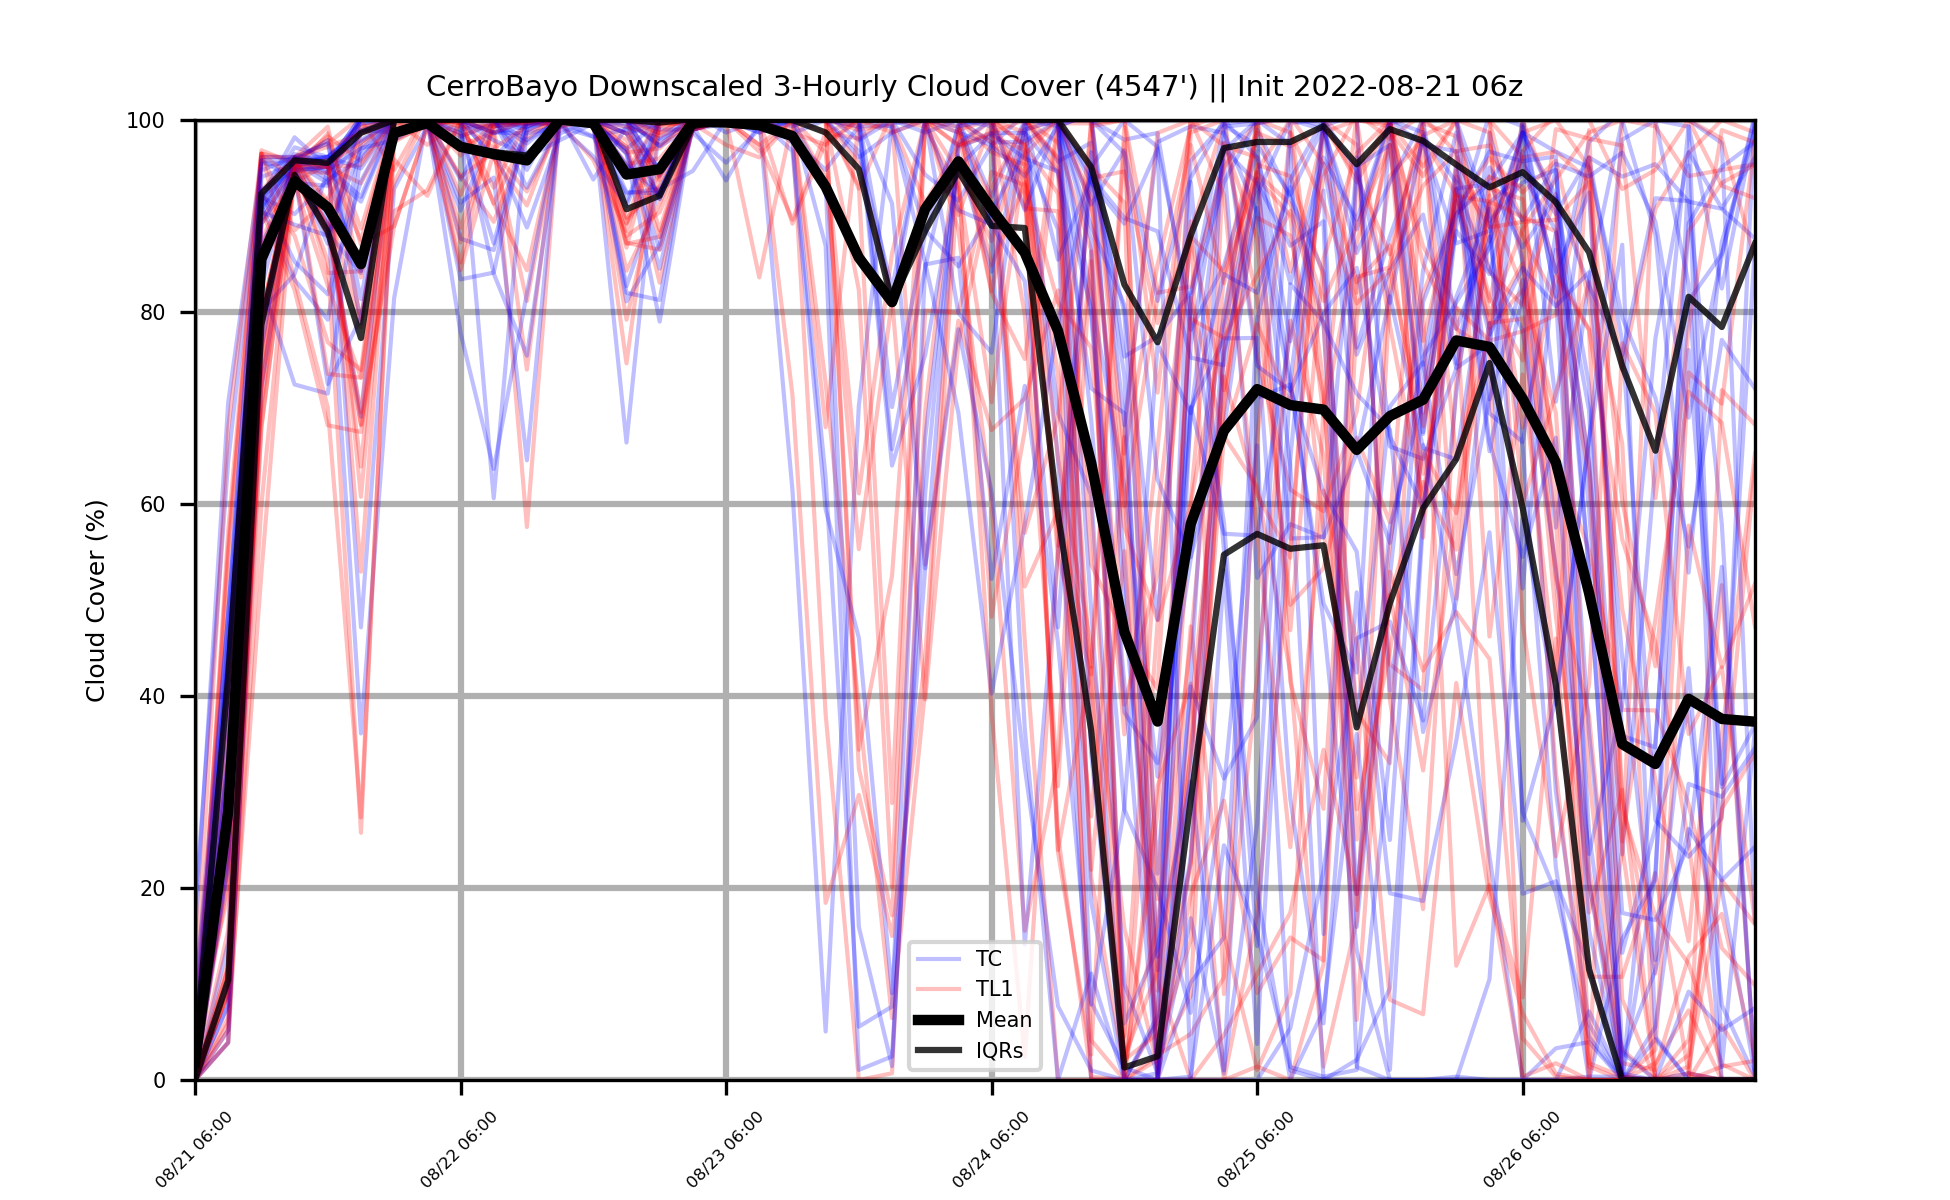 CerroBayo Downscaled 3-Hourly Cloud Cover (4547') || Init 2022-08-21 06z
Cloud Cover (%)
100
80
60
40
20
0
TC
TL1
Mean
IQRs
08/21 06:00
08/22 06:00
08/23 06:00
08/24 06:00
08/25 06:00
08/26 06:00